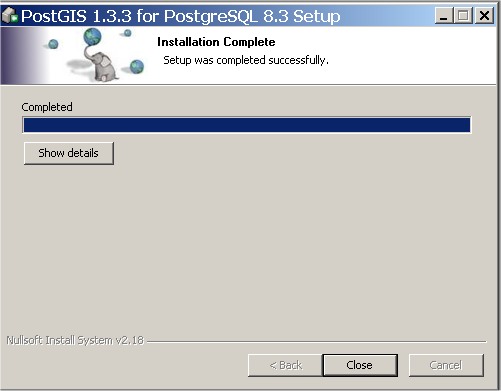 PostGIS 1.3.3 for PostgreSQL 8.3 Setup
Installation Complete
Setup was completed successfully.
Completed
Show details
Nullsoft Install System v2.18
< Back Close Cancel